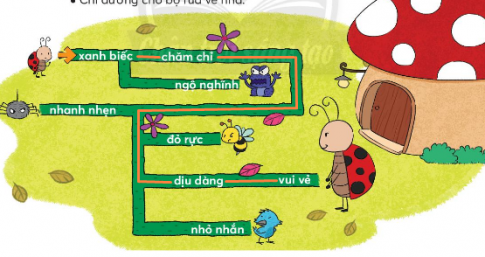 • Chỉ đường cho bọ rùa về nhà.
xanh biếc
chăm chỉ
ngộ nghĩnh
nhanh nhẹn
đỏ rực
dịu dàng
vui vẻ
nhỏ nhắn